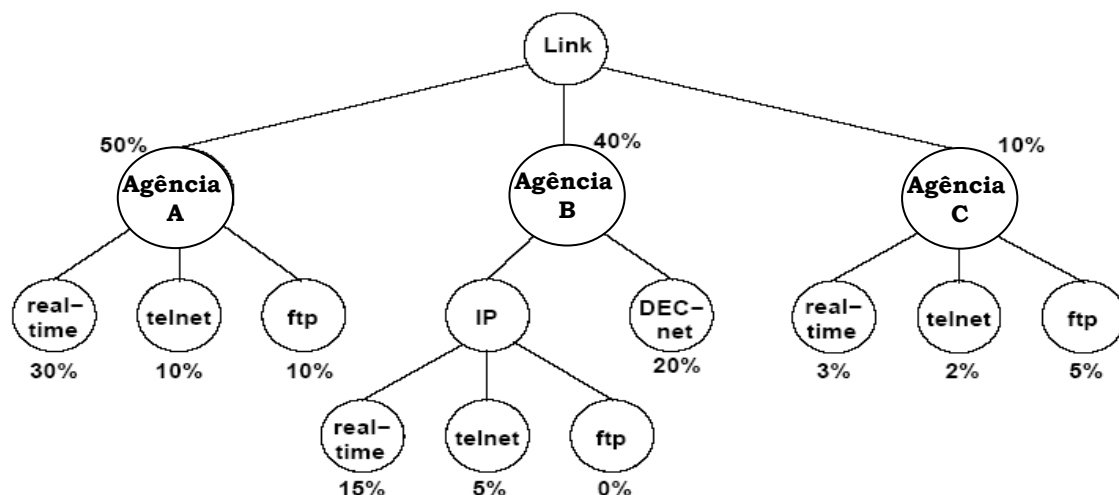 Link
50%
40%
10%
Agência
A
Agência
B
Agência
C
real-
time
telnet
ftp
IP
DEC-
net
real-
time
telnet
ftp
30%
10%
10%
20%
3%
2%
5%
real-
time
telnet
ftp
15%
5%
0%